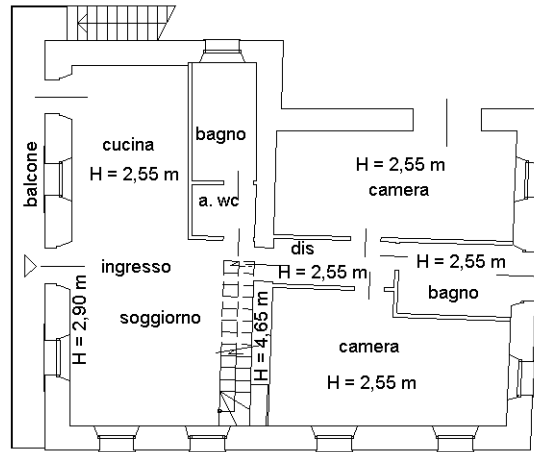 cucina
H = 2,55 m
bagno
a. wc
balcone
H = 2,55 m
camera
dis
H = 2,55 m
H = 2,55 m
bagno
ingresso
soggiorno
H = 2,90 m
H = 4,65 m
camera
H = 2,55 m